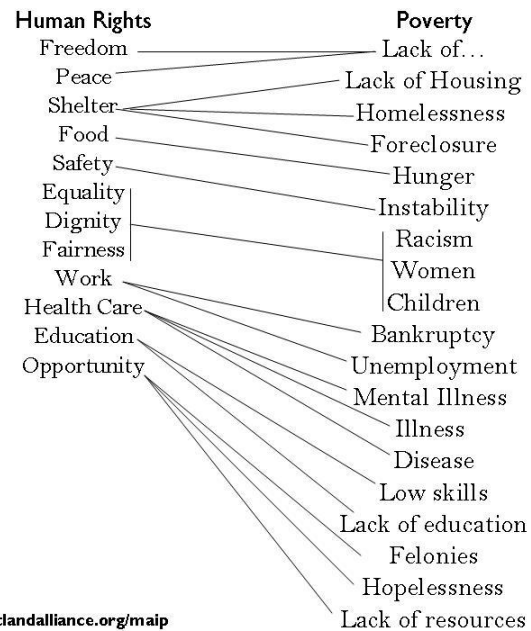 Human Rights
Freedom
Peace
Shelter
Food
Safety
Equality
Dignity
Fairness
Work
Health Care
Education
Opportunity
Poverty
Lack of...
Lack of Housing
Homelessness
Foreclosure
Hunger
Instability
Racism
Women
Children
Bankruptcy
Unemployment
Mental Illness
Illness
Disease
Low skills
Lack of education
Felonies
Hopelessness
Lack of resources
tlandalliance.org/maip